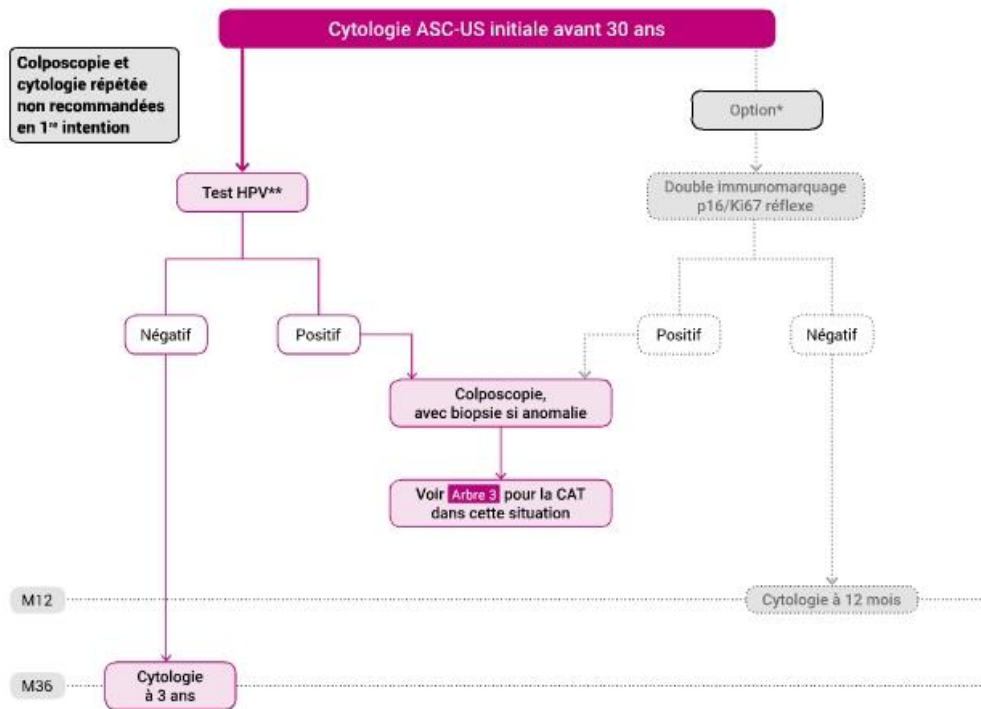 Cytologie ASC-US initiale avant 30 ans
Colposcopie et
cytologie répétée
non recommandées
en 1re intention
Option*
Test HPV**
Double immunomarquage
p16/Ki67 réflexe
Négatif
Positif
Positif
Négatif
Colposcopie,
avec biopsie si anomalie
Voir Arbre 3 pour la CAT
dans cette situation
M12
Cytologie à 12 mois
M36
Cytologie
à 3 ans